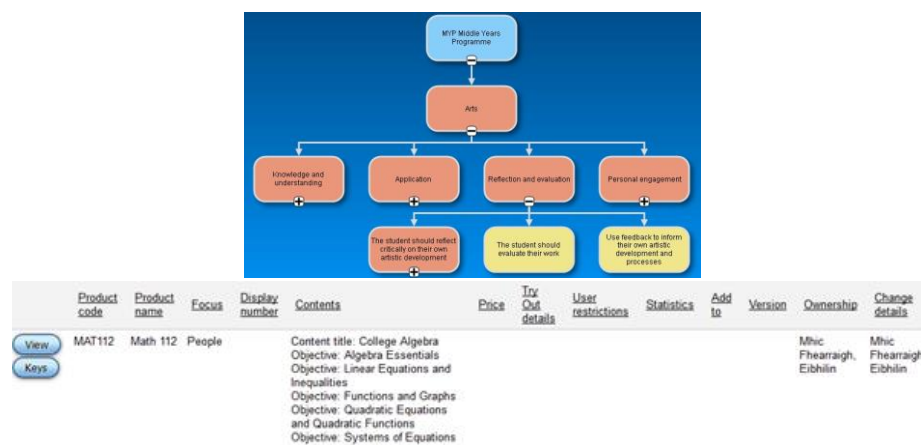 MYP Middle Years
Programme
Arts
Knowledge and
understanding
Application
Reflection and evaluation
Personal engagement
The student should reflect
critically on their own
artistic development
The student should
evaluate their work
Use feedback to inform
their own artistic
development and
processes
Product code Product name Focus Display number Contents Price Try Out details User restrictions Statistics Add to Version Ownership Change details
View MAT112 Math 112 People Content title: College Algebra Mhic Mhic
Keys Objective: Algebra Essentials Fhearraigh, Fhearraigh
Objective: Linear Equations and Eibhilin Eibhilin
Inequalities
Objective: Functions and Graphs
Objective: Quadratic Equations
and Quadratic Functions
Objective: Systems of Equations